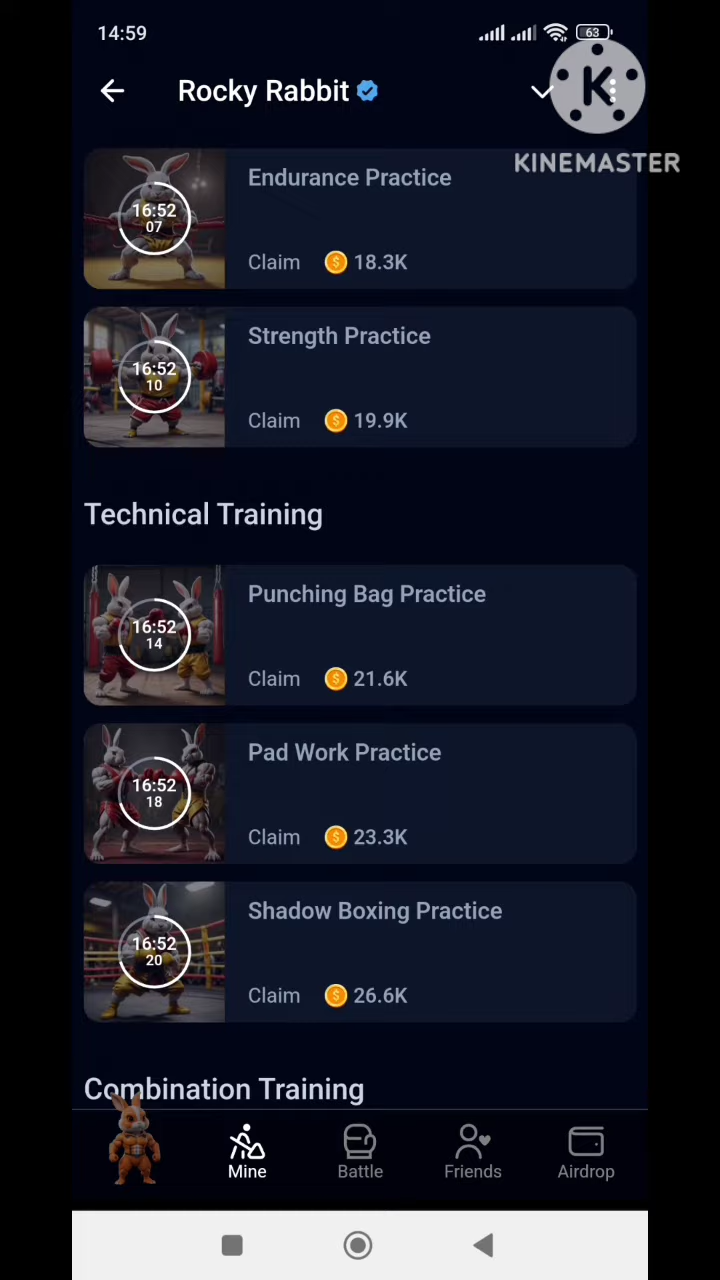 14:59
63
Rocky Rabbit
K
KINEMASTER
Endurance Practice
16:52
07
Claim 18.3K
Strength Practice
16:52
10
Claim 19.9K
Technical Training
Punching Bag Practice
16:52
14
Claim 21.6K
Pad Work Practice
16:52
18
Claim 23.3K
Shadow Boxing Practice
16:52
20
Claim 26.6K
Combination Training
Mine Battle Friends Airdrop